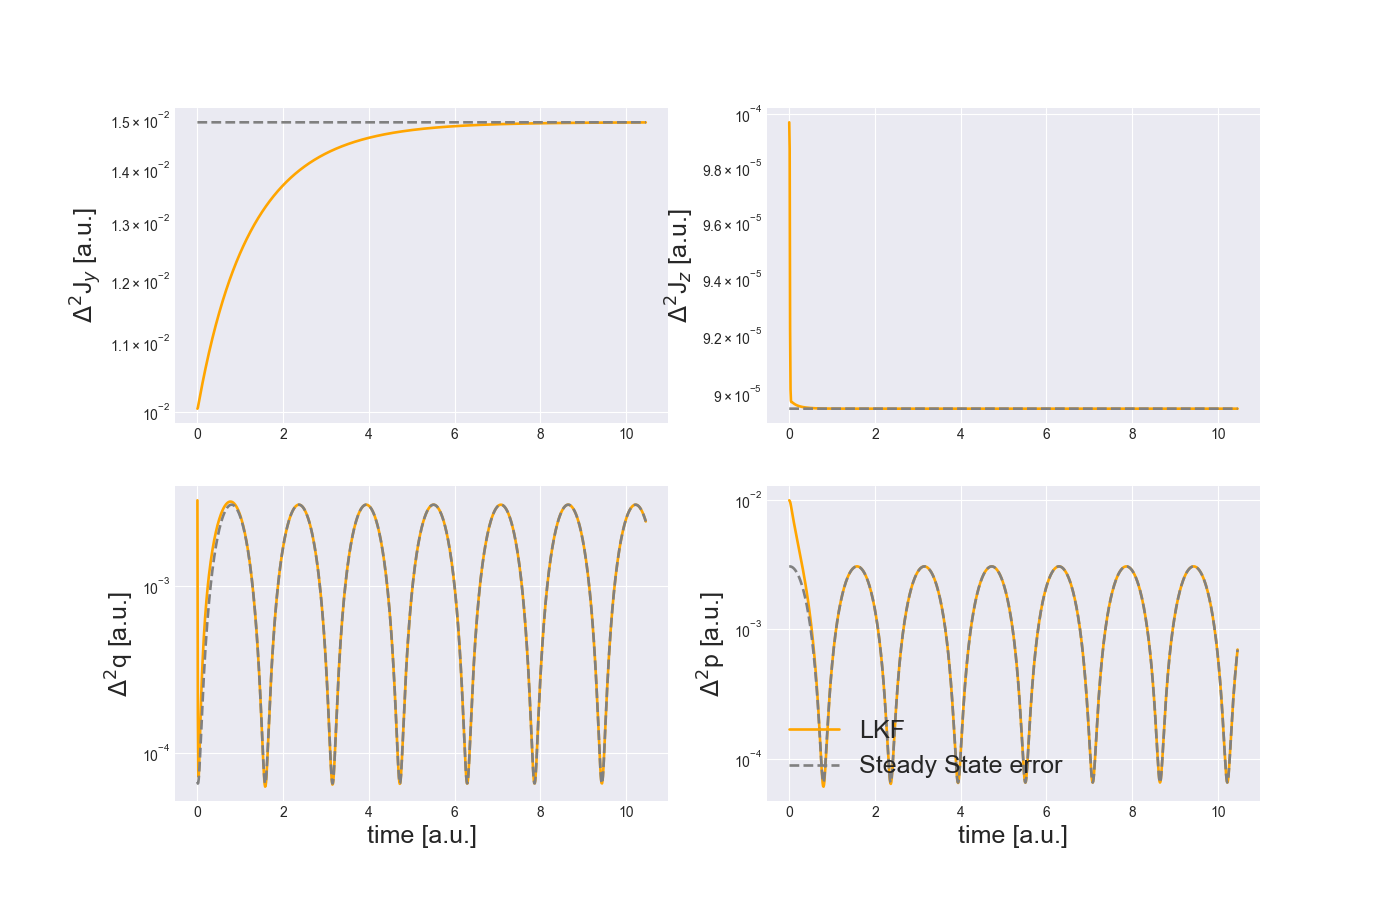 Δ²J_y [a.u.]
1.5 × 10⁻²
1.4 × 10⁻²
1.3 × 10⁻²
1.2 × 10⁻²
1.1 × 10⁻²
10⁻²
0 2 4 6 8 10
Δ²J_z [a.u.]
10⁻⁴
9.8 × 10⁻⁵
9.6 × 10⁻⁵
9.4 × 10⁻⁵
9.2 × 10⁻⁵
9 × 10⁻⁵
0 2 4 6 8 10
Δ²q [a.u.]
10⁻³
10⁻⁴
0 2 4 6 8 10
time [a.u.]
Δ²p [a.u.]
10⁻²
10⁻³
10⁻⁴
LKF
Steady State error
0 2 4 6 8 10
time [a.u.]